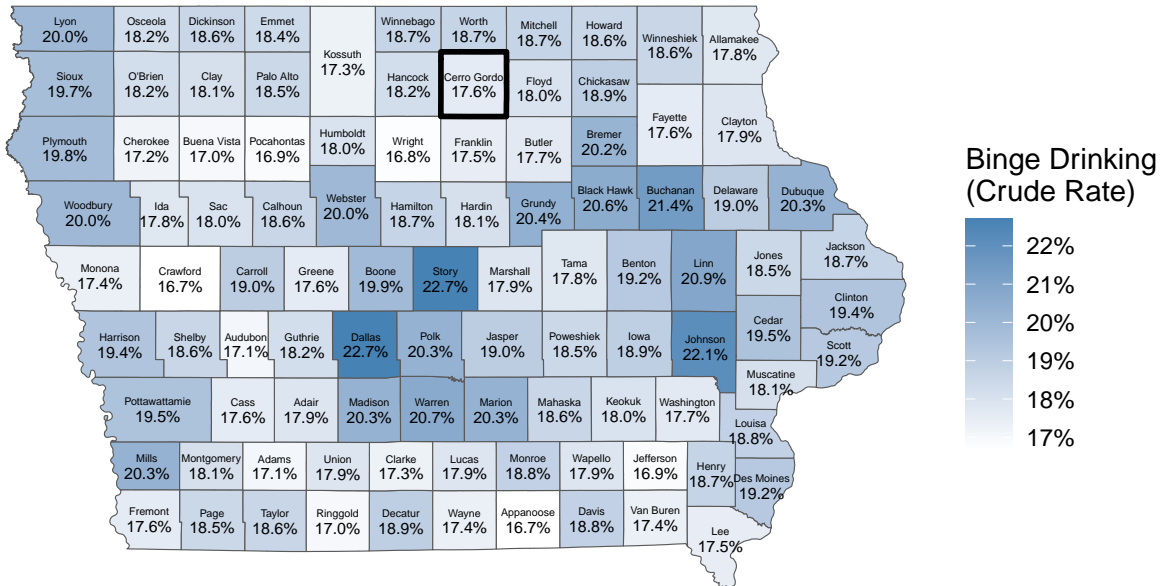 Lyon
20.0%
Osceola
18.2%
Dickinson
18.6%
Emmet
18.4%
Kossuth
17.3%
Winnebago
18.7%
Worth
18.7%
Mitchell
18.7%
Howard
18.6%
Winneshiek
18.6%
Allamakee
17.8%
Sioux
19.7%
O'Brien
18.2%
Clay
18.1%
Palo Alto
18.5%
Hancock
18.2%
Cerro Gordo
17.6%
Floyd
18.0%
Chickasaw
18.9%
Fayette
17.6%
Clayton
17.9%
Plymouth
19.8%
Cherokee
17.2%
Buena Vista
17.0%
Pocahontas
16.9%
Humboldt
18.0%
Wright
16.8%
Franklin
17.5%
Butler
17.7%
Bremer
20.2%
Woodbury
20.0%
Ida
17.8%
Sac
18.0%
Calhoun
18.6%
Webster
20.0%
Hamilton
18.7%
Hardin
18.1%
Grundy
20.4%
Black Hawk
20.6%
Buchanan
21.4%
Delaware
19.0%
Dubuque
20.3%
Monona
17.4%
Crawford
16.7%
Carroll
19.0%
Greene
17.6%
Boone
19.9%
Story
22.7%
Marshall
17.9%
Tama
17.8%
Benton
19.2%
Linn
20.9%
Jones
18.5%
Jackson
18.7%
Clinton
19.4%
Harrison
19.4%
Shelby
18.6%
Audubon
17.1%
Guthrie
18.2%
Dallas
22.7%
Polk
20.3%
Jasper
19.0%
Poweshiek
18.5%
Iowa
18.9%
Johnson
22.1%
Cedar
19.5%
Scott
19.2%
Muscatine
18.1%
Pottawattamie
19.5%
Cass
17.6%
Adair
17.9%
Madison
20.3%
Warren
20.7%
Marion
20.3%
Mahaska
18.6%
Keokuk
18.0%
Washington
17.7%
Louisa
18.8%
Mills
20.3%
Montgomery
18.1%
Adams
17.1%
Union
17.9%
Clarke
17.3%
Lucas
17.9%
Monroe
18.8%
Wapello
17.9%
Jefferson
16.9%
Henry
18.7%
Des Moines
19.2%
Fremont
17.6%
Page
18.5%
Taylor
18.6%
Ringgold
17.0%
Decatur
18.9%
Wayne
17.4%
Appanoose
16.7%
Davis
18.8%
Van Buren
17.4%
Lee
17.5%
Binge Drinking
(Crude Rate)
22%
21%
20%
19%
18%
17%